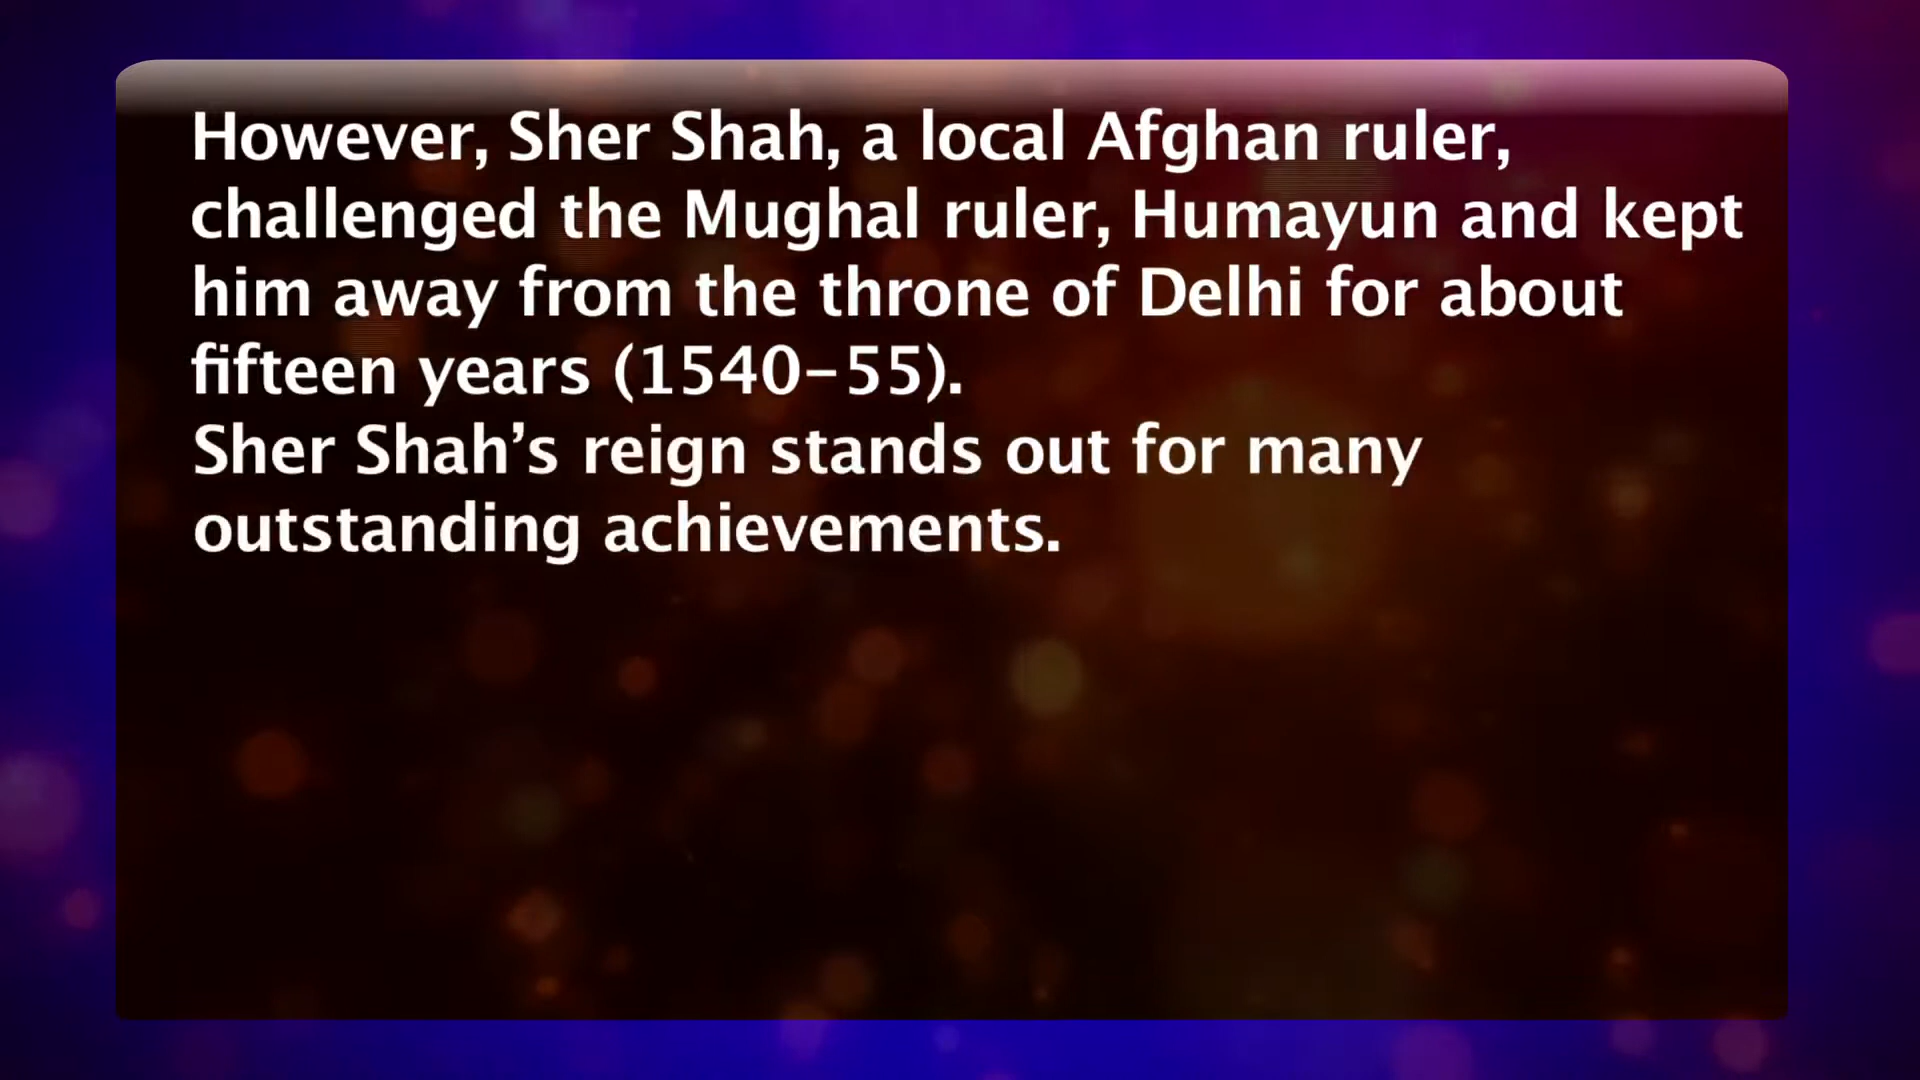 However, Sher Shah, a local Afghan ruler,
challenged the Mughal ruler, Humayun and kept
him away from the throne of Delhi for about
fifteen years (1540–55).
Sher Shah’s reign stands out for many
outstanding achievements.